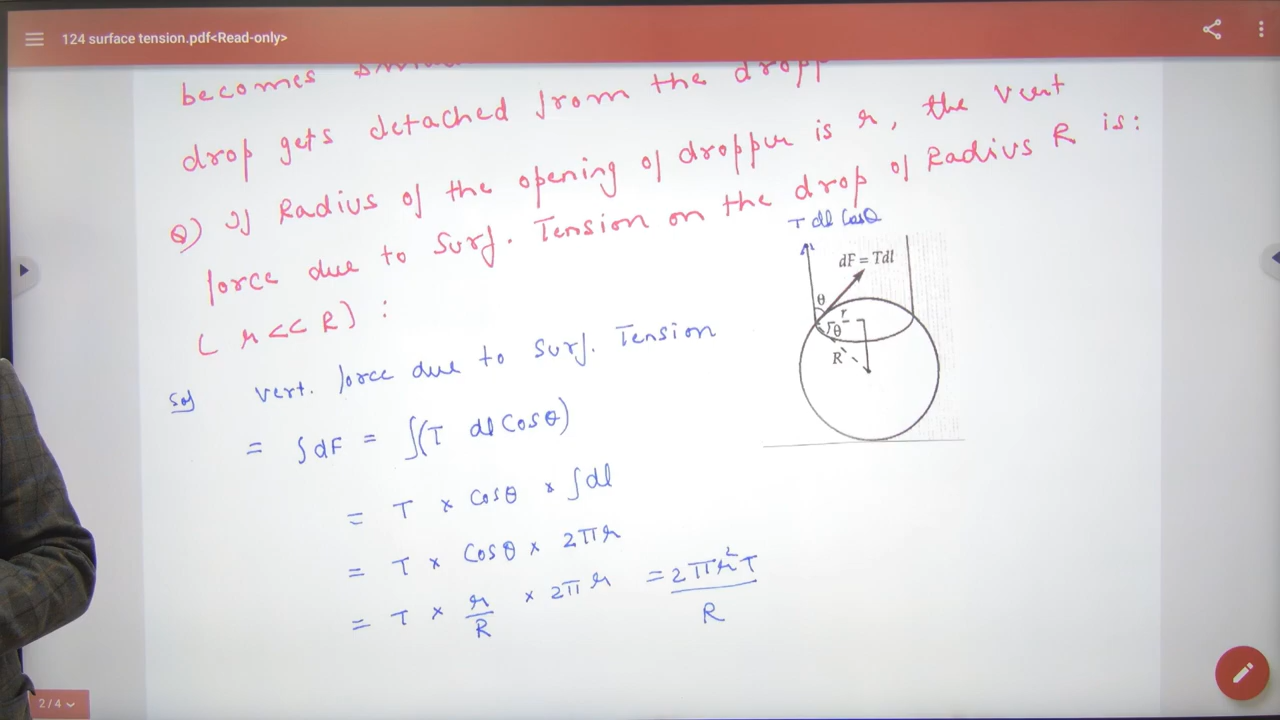 124 surface tension.pdf<Read-only>
becomes
drop gets detached from the dropp
Q) If Radius of the opening of dropper is r, the vert
force due to Surf. Tension on the drop of Radius R is:
( r << R ) :
T dl Cosθ
dF = Tdl
θ
r
θ
R
Sol vert. force due to Surf. Tension
= ∫dF = ∫(T dl Cosθ)
= T × Cosθ × ∫dl
= T × Cosθ × 2πr
= T × r/R × 2πr = 2πr²T/R
2/4